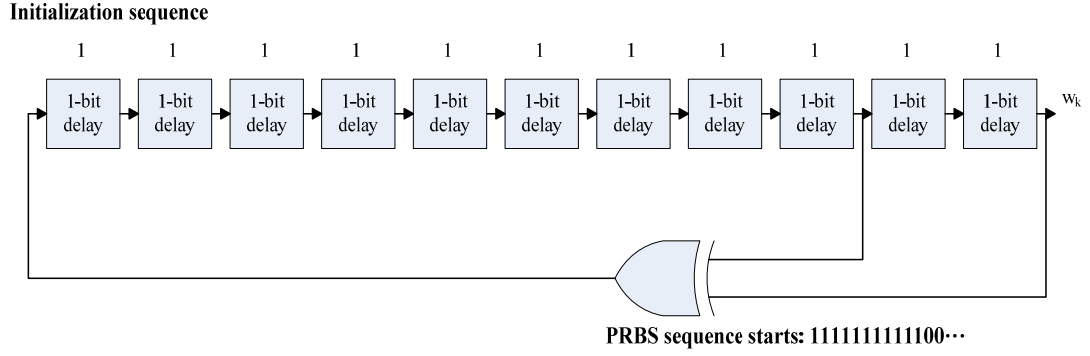 Initialization sequence
1 1 1 1 1 1 1 1 1 1 1
1-bit 1-bit 1-bit 1-bit 1-bit 1-bit 1-bit 1-bit 1-bit 1-bit 1-bit
delay delay delay delay delay delay delay delay delay delay delay
wk
PRBS sequence starts: 1111111111100···